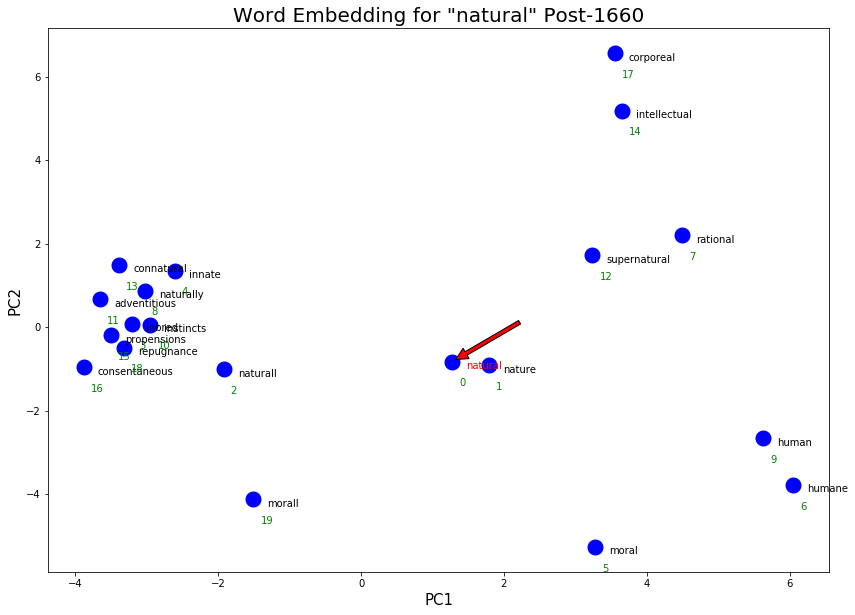 Word Embedding for "natural" Post-1660
corporeal
17
intellectual
14
rational
7
supernatural
12
connatural
13
innate
4
naturally
8
adventitious
11
instincts
10
propensions
15
repugnance
18
consentaneous
16
naturall
2
natural
0
nature
1
human
9
humane
6
morall
19
moral
5
PC2
6
4
2
0
−2
−4
−4
−2
0
2
4
6
PC1